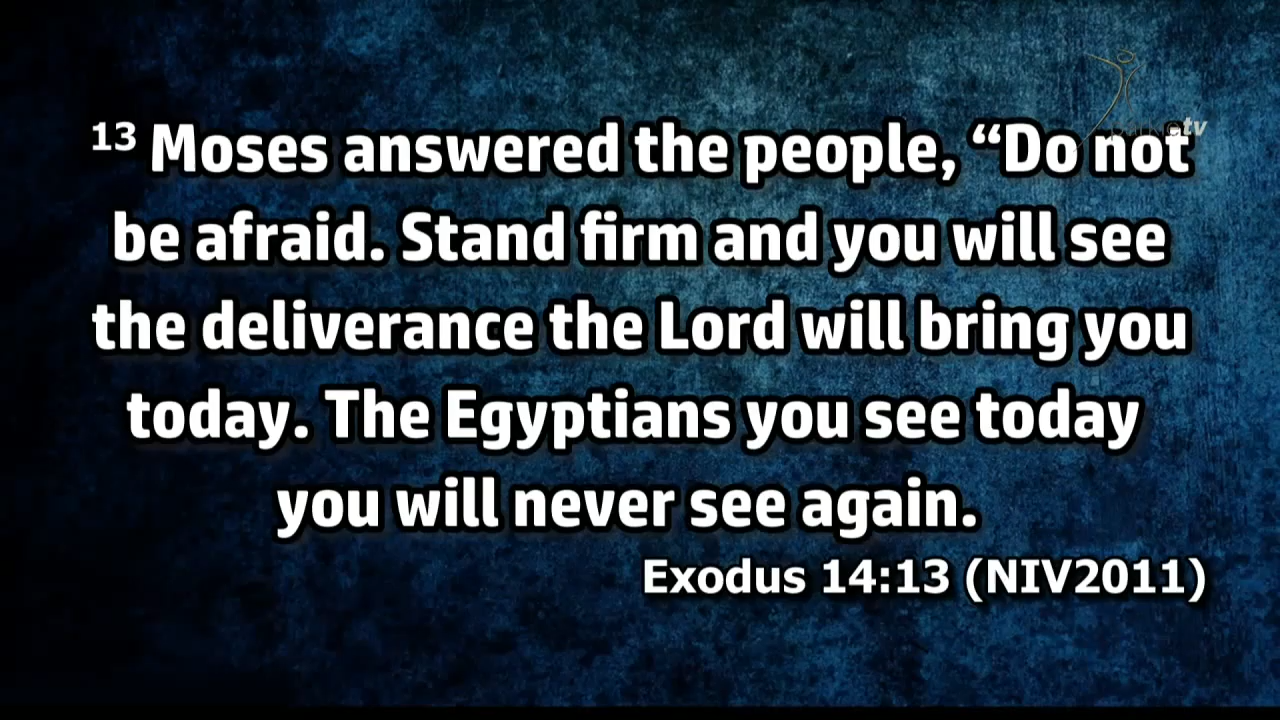 13 Moses answered the people, “Do not
be afraid. Stand firm and you will see
the deliverance the Lord will bring you
today. The Egyptians you see today
you will never see again.
Exodus 14:13 (NIV2011)
tv